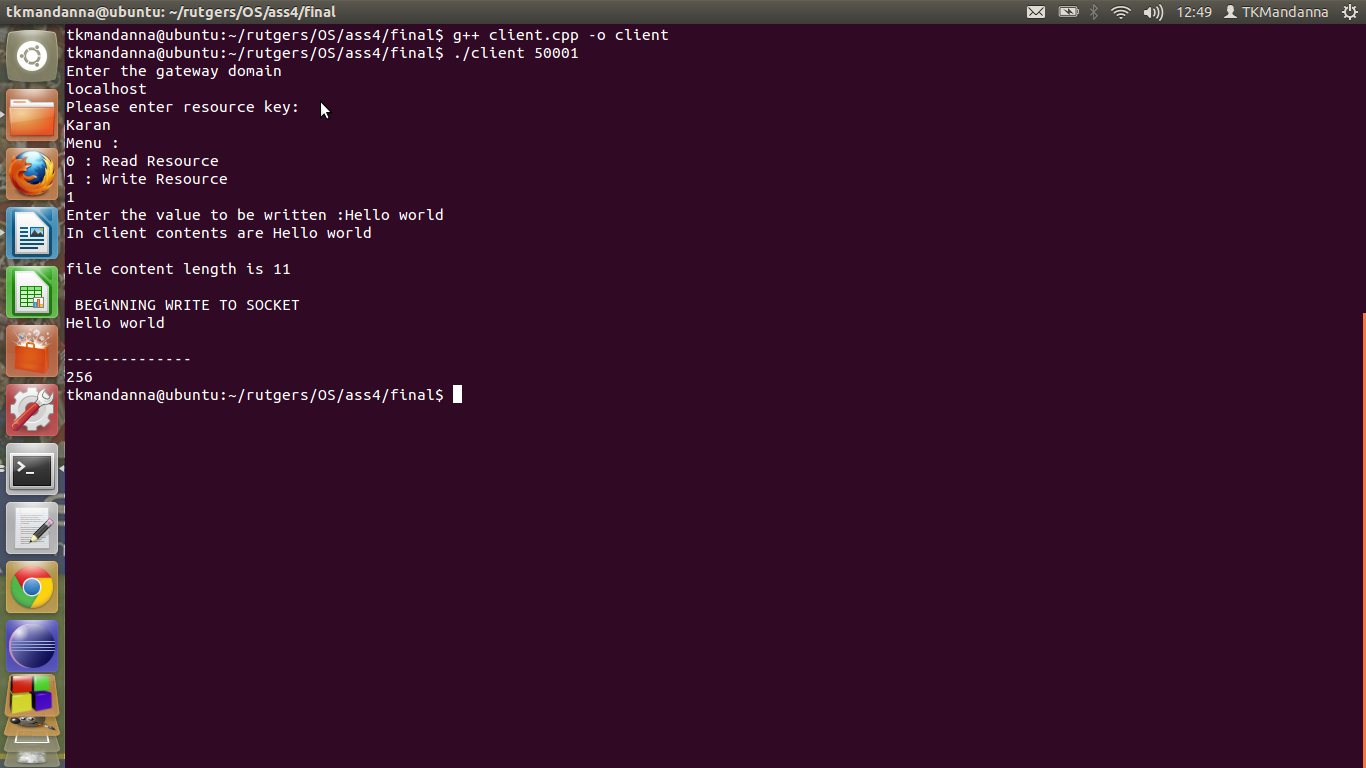 tkmandanna@ubuntu: ~/rutgers/OS/ass4/final
12:49
TKMandanna
tkmandanna@ubuntu:~/rutgers/OS/ass4/final$ g++ client.cpp -o client
tkmandanna@ubuntu:~/rutgers/OS/ass4/final$ ./client 50001
Enter the gateway domain
localhost
Please enter resource key:
Karan
Menu :
0 : Read Resource
1 : Write Resource
1
Enter the value to be written :Hello world
In client contents are Hello world
file content length is 11
BEGiNNING WRITE TO SOCKET
Hello world
--------------
256
tkmandanna@ubuntu:~/rutgers/OS/ass4/final$
>_